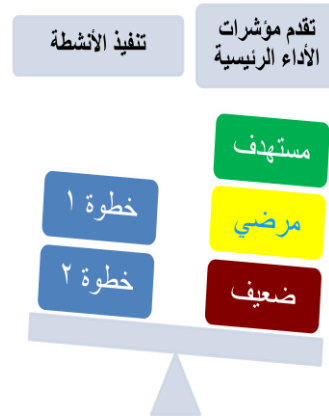 تقدم مؤشرات
الأداء الرئيسية
تنفيذ الأنشطة
مستهدف
مرضي
ضعيف
خطوة ١
خطوة ٢